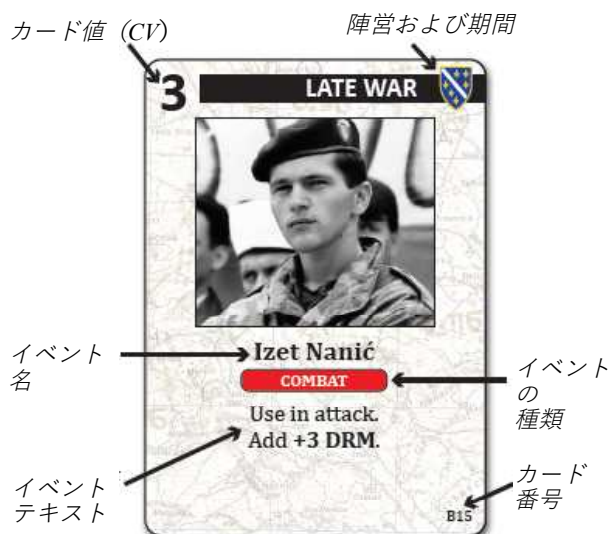 カード値 (CV)
陣営および期間
3
LATE WAR
イベント
名
Izet Nanić
COMBAT
イベント
の
種類
Use in attack.
Add +3 DRM.
イベント
テキスト
カード
番号
B15